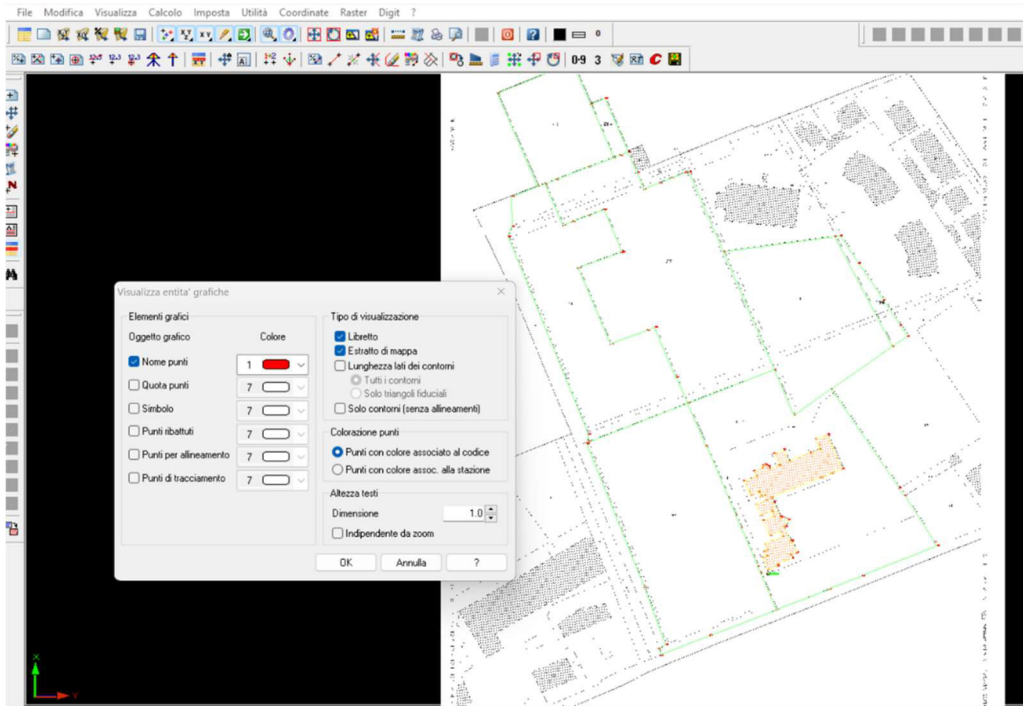 File Modifica Visualizza Calcolo Imposta Utilità Coordinate Raster Digit ?
0-9 3
Visualizza entita' grafiche
Elementi grafici
Oggetto grafico Colore
Nome punti 1
Quota punti 7
Simbolo 7
Punti ribattuti 7
Punti per allineamento 7
Punti di tracciamento 7
Tipo di visualizzazione
Libretto
Estratto di mappa
Lunghezza lati dei contorni
Tutti i contorni
Solo triangoli fiduciali
Solo contorni (senza allineamenti)
Colorazione punti
Punti con colore associato al codice
Punti con colore assoc. alla stazione
Altezza testi
Dimensione 1.0
Indipendente da zoom
OK Annulla ?
X
Y